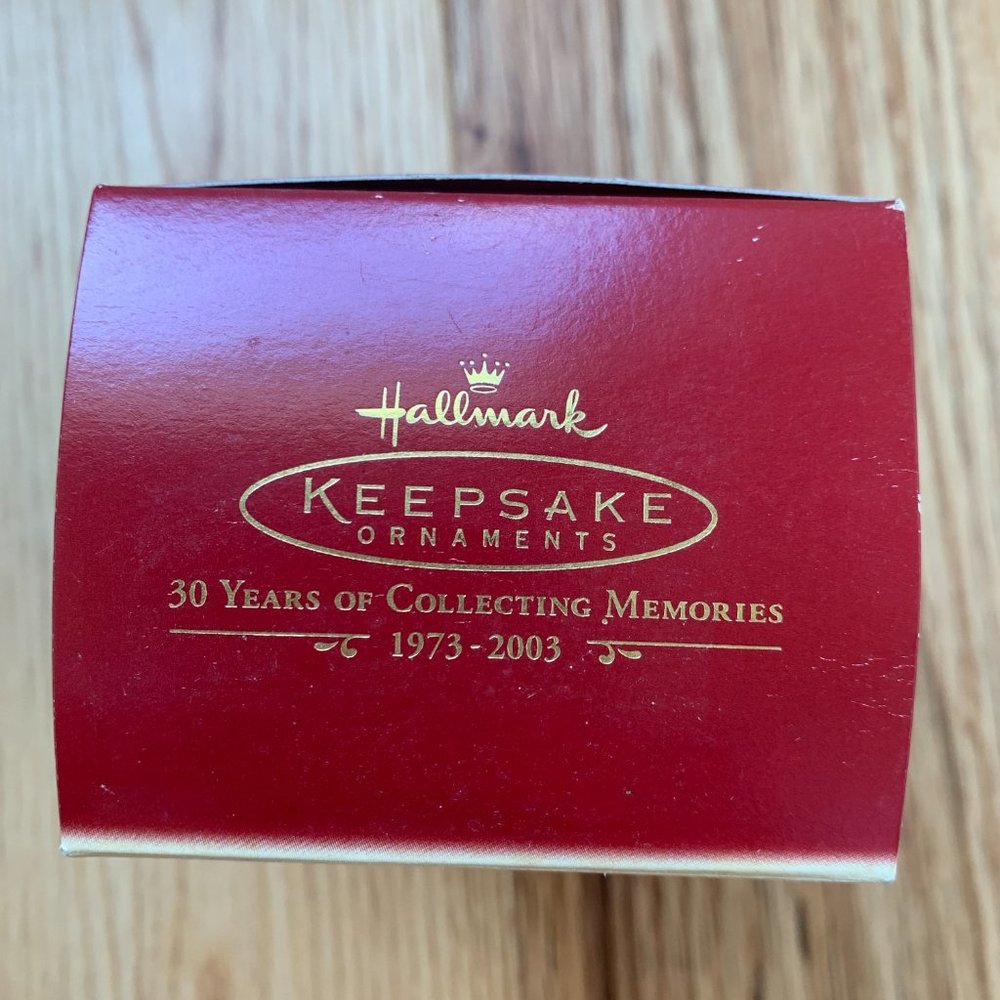 Hallmark
KEEPSAKE
ORNAMENTS
30 YEARS OF COLLECTING MEMORIES
1973-2003